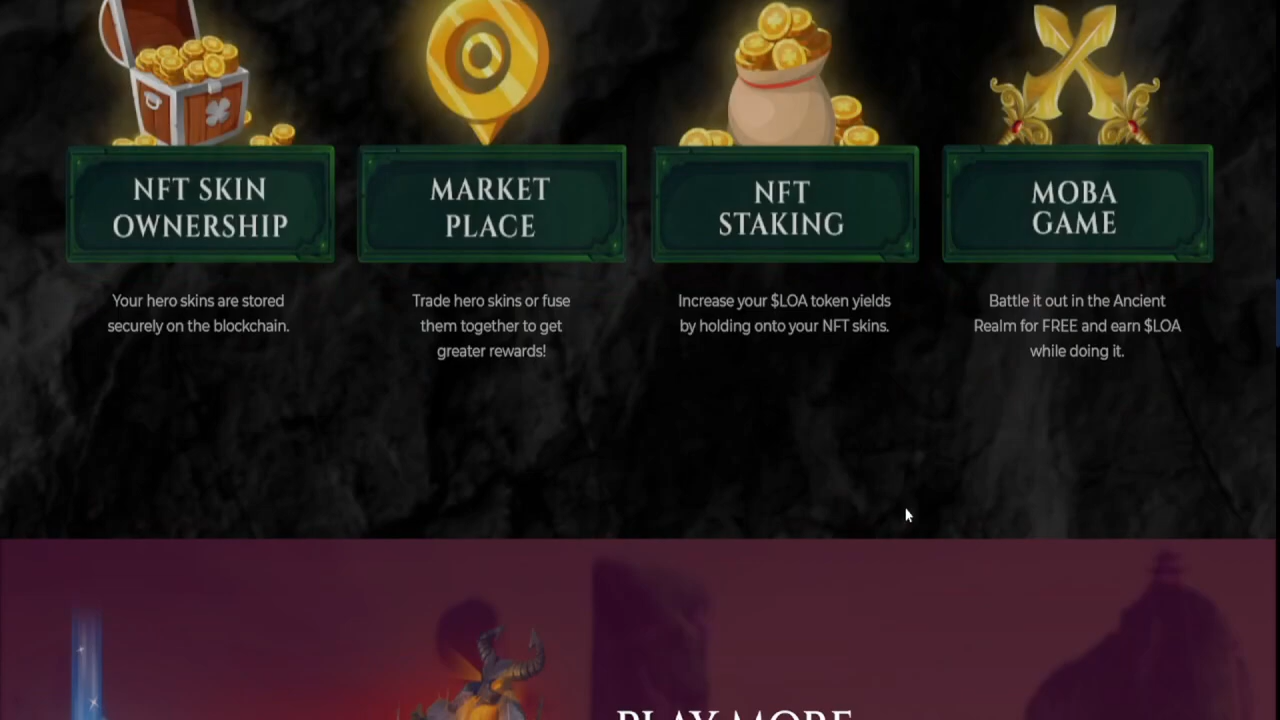 NFT SKIN
OWNERSHIP
Your hero skins are stored
securely on the blockchain.
MARKET
PLACE
Trade hero skins or fuse
them together to get
greater rewards!
NFT
STAKING
Increase your $LOA token yields
by holding onto your NFT skins.
MOBA
GAME
Battle it out in the Ancient
Realm for FREE and earn $LOA
while doing it.
PLAY MORE